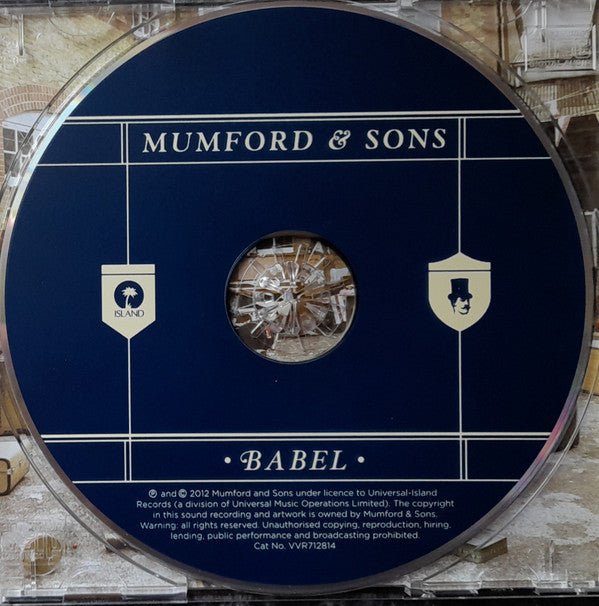 MUMFORD & SONS
ISLAND
• BABEL •
℗ and © 2012 Mumford and Sons under licence to Universal-Island
Records (a division of Universal Music Operations Limited). The copyright
in this sound recording and artwork is owned by Mumford & Sons.
Warning: all rights reserved. Unauthorised copying, reproduction, hiring,
lending, public performance and broadcasting prohibited.
Cat No. VVR712814